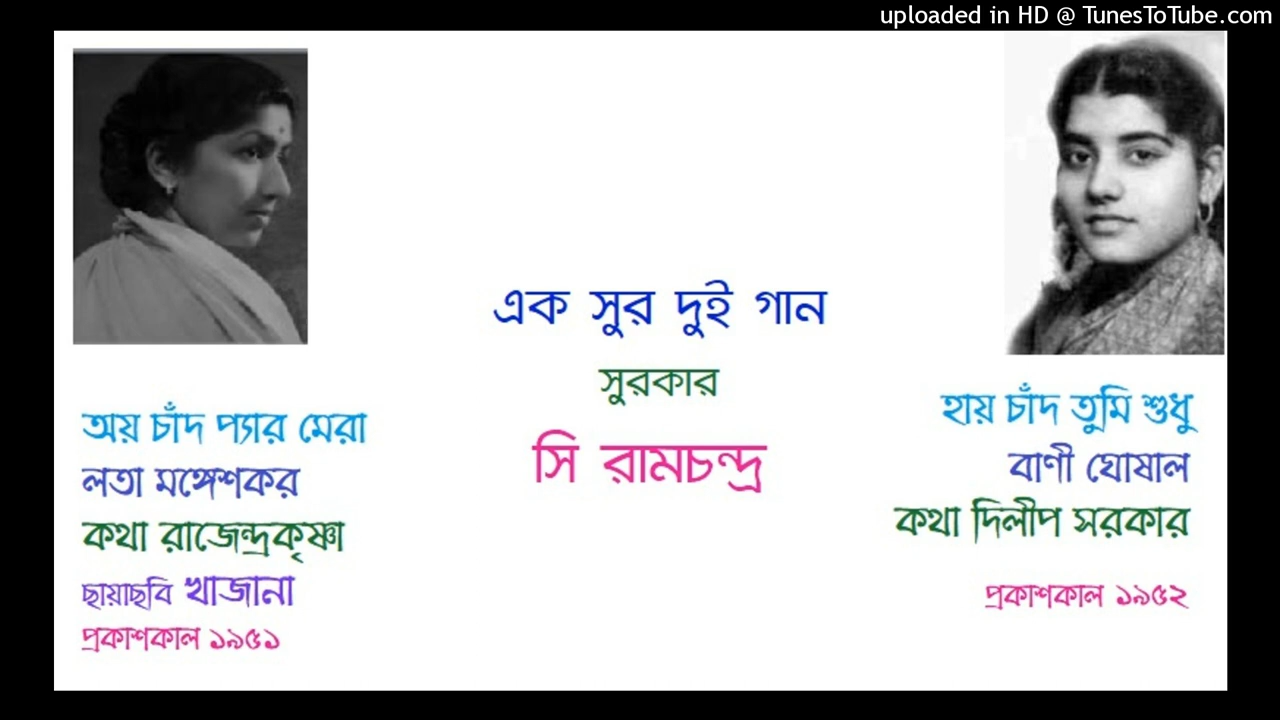 uploaded in HD @ TunesToTube.com
এক সুর দুই গান
সুরকার
সি রামচন্দ্র
অয় চাঁদ প্যার মেরা
লতা মঙ্গেশকর
কথা রাজেন্দ্রকৃষ্ণা
ছায়াছবি খাজানা
প্রকাশকাল ১৯৫১
হায় চাঁদ তুমি শুধু
বাণী ঘোষাল
কথা দিলীপ সরকার
প্রকাশকাল ১৯৫২